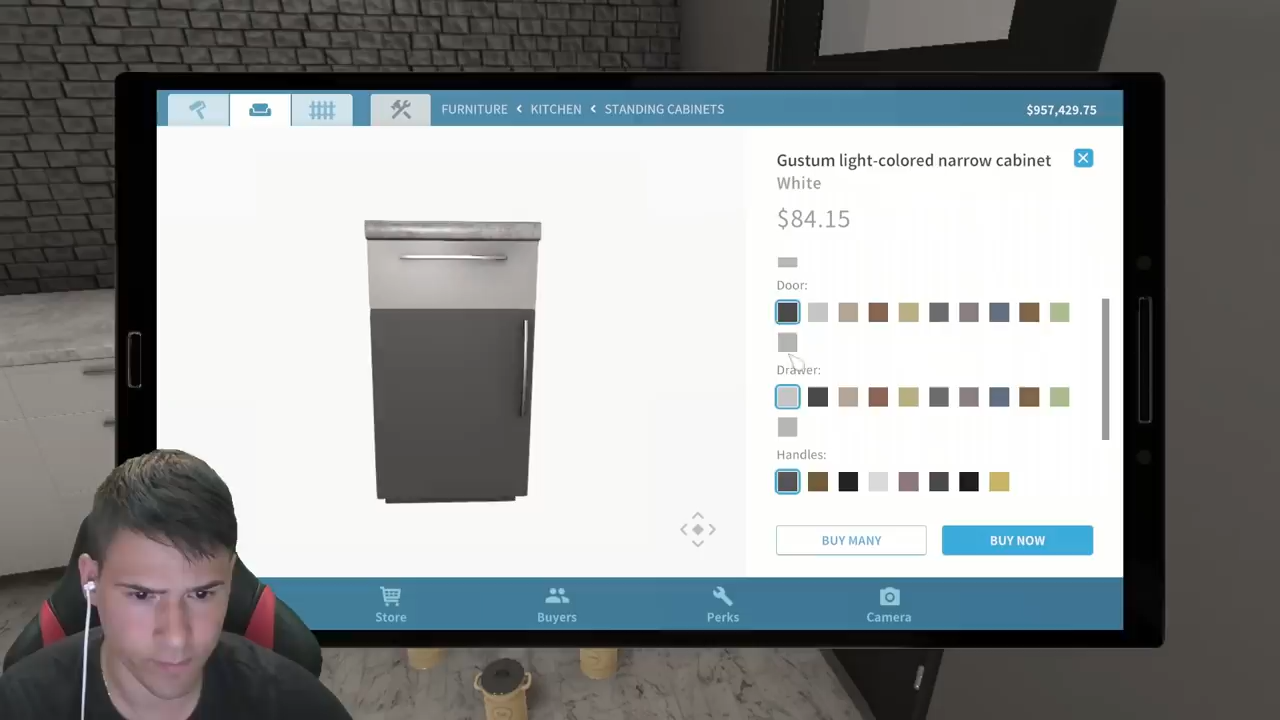 FURNITURE < KITCHEN < STANDING CABINETS
$957,429.75
Gustum light-colored narrow cabinet
White
$84.15
Door:
Drawer:
Handles:
BUY MANY
BUY NOW
Store
Buyers
Perks
Camera